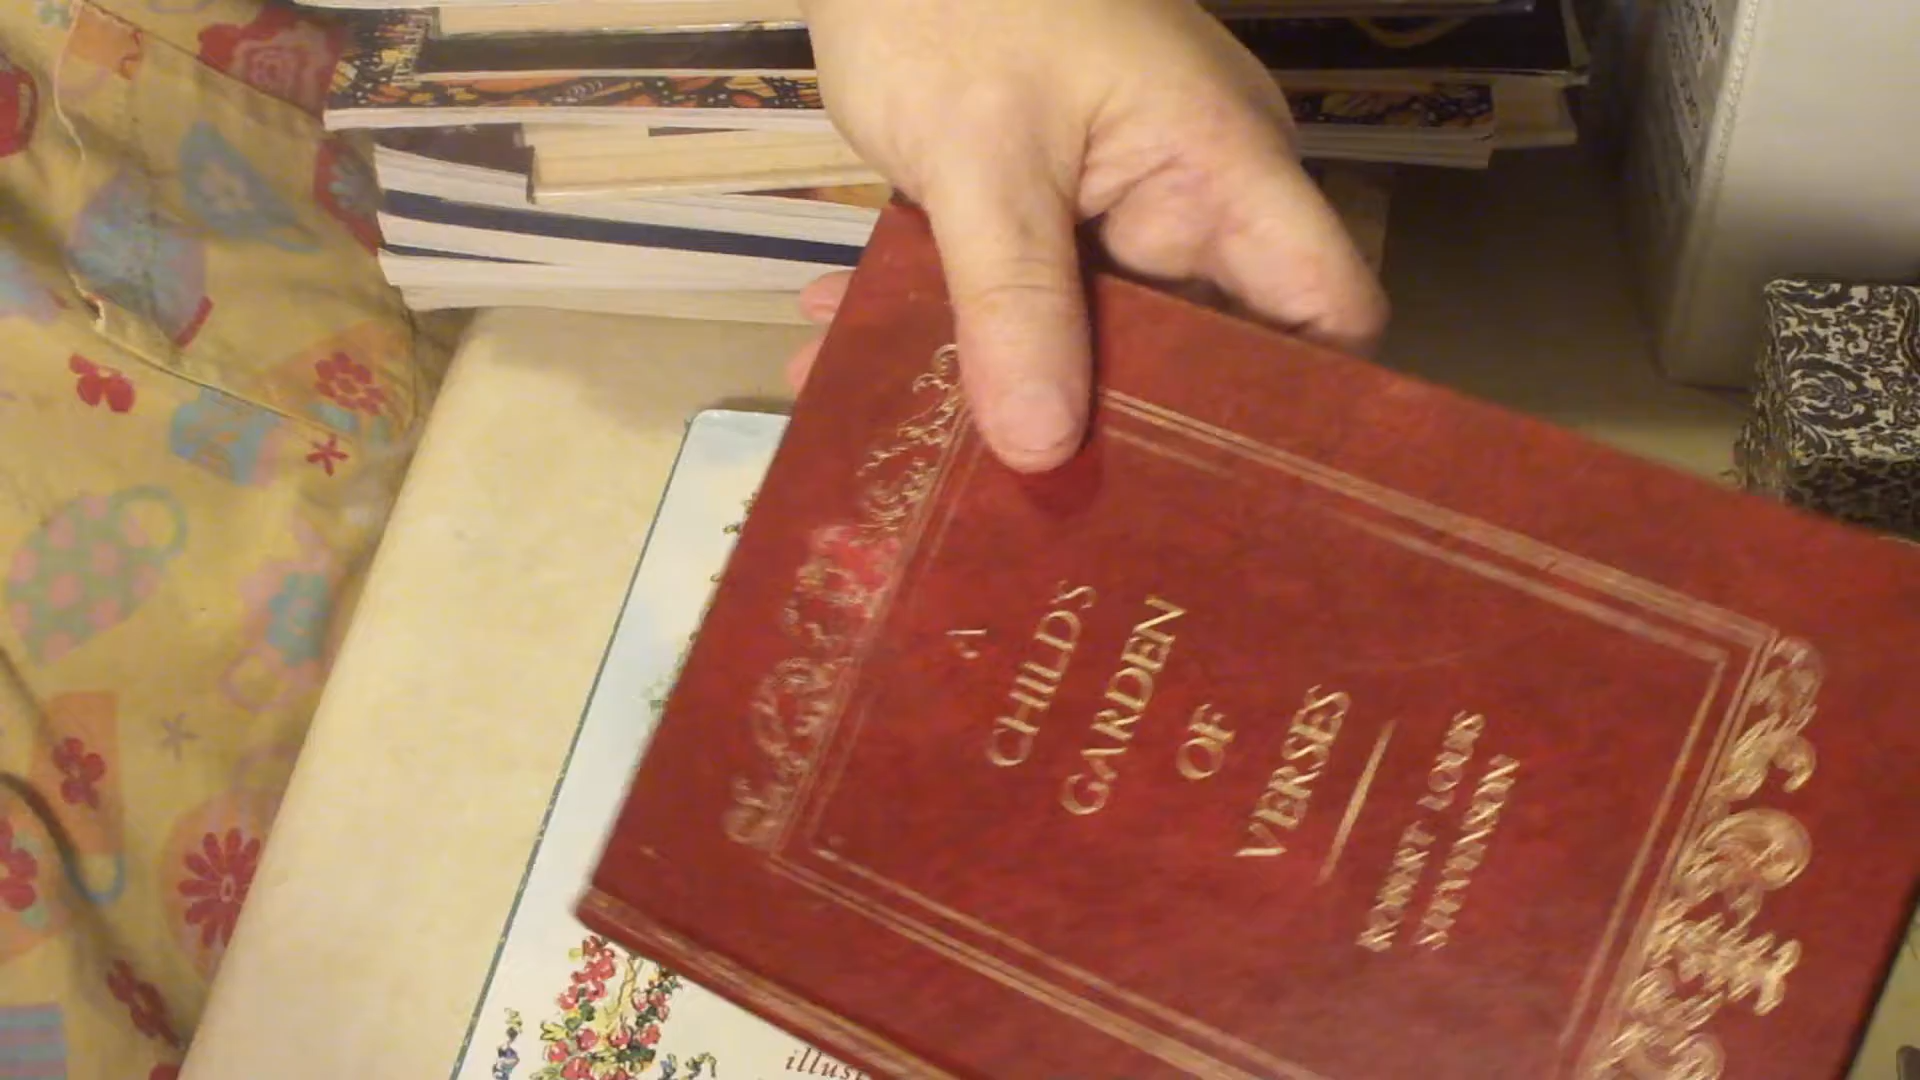 A
CHILD'S
GARDEN
OF
VERSES
ROBERT LOUIS
STEVENSON
illust